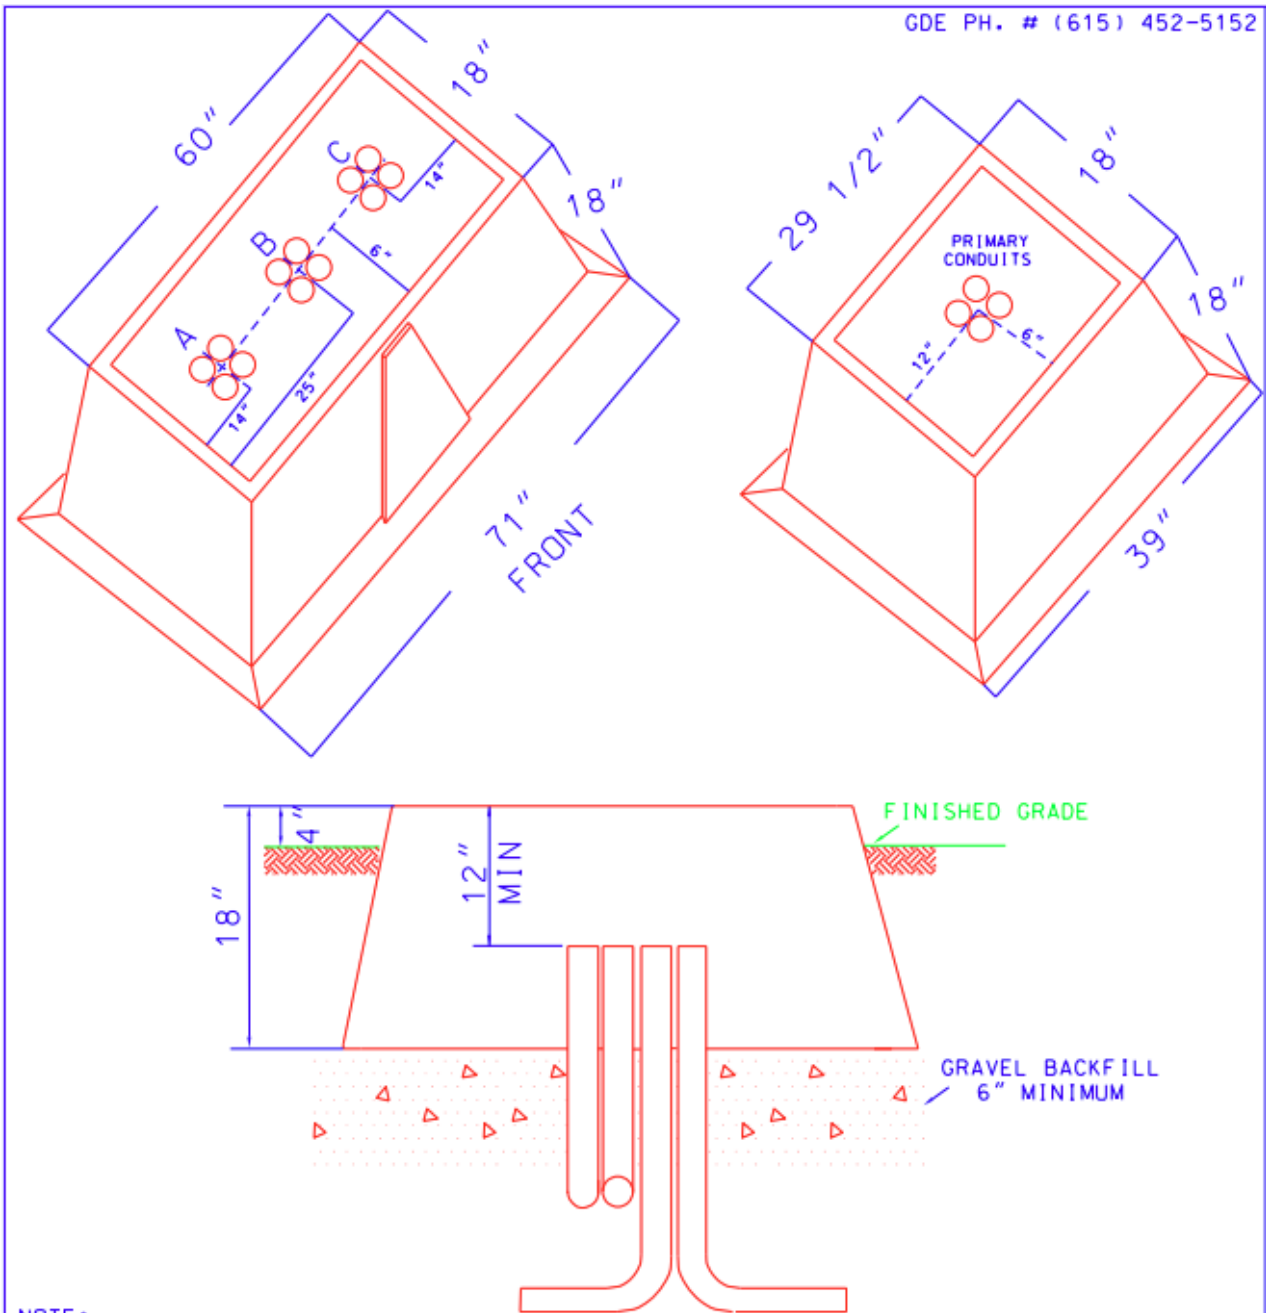 GDE PH. # (615) 452-5152
60"
18"
18"
C
14"
B
6"
A
25"
14"
71"
FRONT
29 1/2"
18"
18"
PRIMARY
CONDUITS
12"
6"
39"
4"
18"
12"
MIN
FINISHED GRADE
GRAVEL BACKFILL
6" MINIMUM
NOTE: